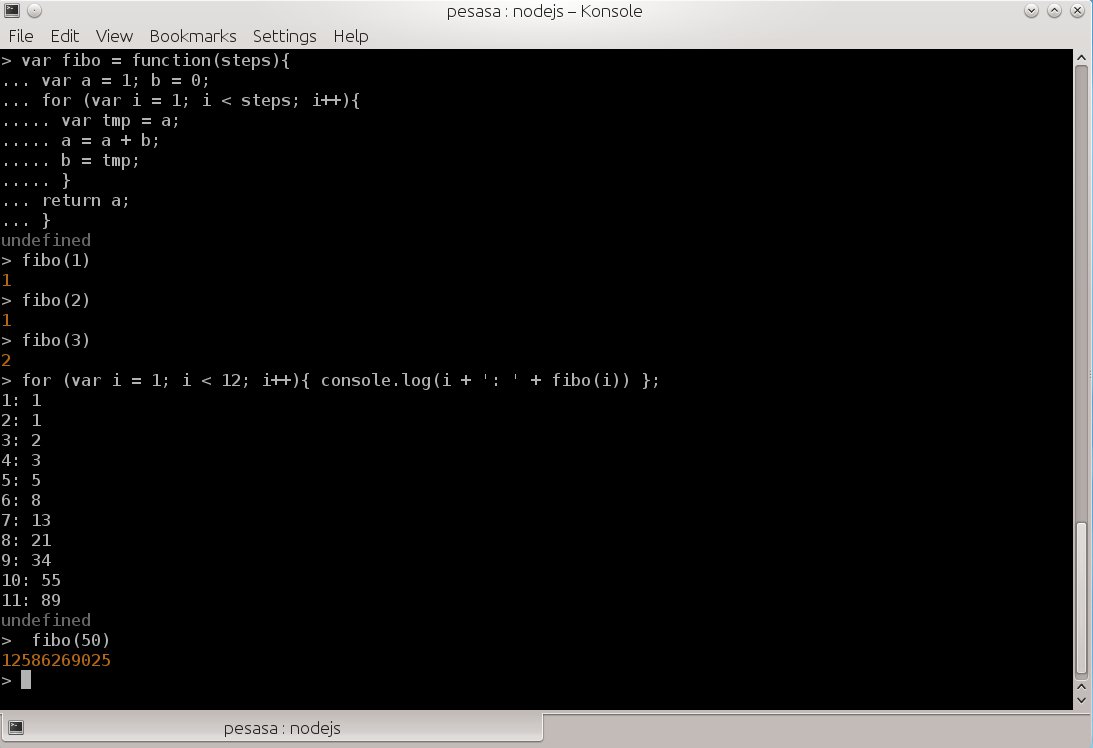 pesasa : nodejs – Konsole
File Edit View Bookmarks Settings Help
> var fibo = function(steps){
... var a = 1; b = 0;
... for (var i = 1; i < steps; i++){
..... var tmp = a;
..... a = a + b;
..... b = tmp;
..... }
... return a;
... }
undefined
> fibo(1)
1
> fibo(2)
1
> fibo(3)
2
> for (var i = 1; i < 12; i++){ console.log(i + ': ' + fibo(i)) };
1: 1
2: 1
3: 2
4: 3
5: 5
6: 8
7: 13
8: 21
9: 34
10: 55
11: 89
undefined
>  fibo(50)
12586269025
>
pesasa : nodejs